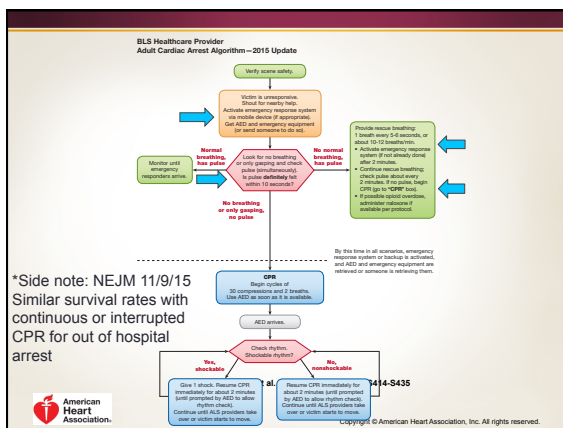 BLS Healthcare Provider
Adult Cardiac Arrest Algorithm—2015 Update
Verify scene safety.
Victim is unresponsive.
Shout for nearby help.
Activate emergency response system
via mobile device (if appropriate).
Get AED and emergency equipment
(or send someone to do so).
Normal
breathing,
has pulse
Monitor until
emergency
responders arrive.
Look for no breathing
or only gasping and check
pulse (simultaneously).
Is pulse definitely felt
within 10 seconds?
No normal
breathing,
has pulse
Provide rescue breathing:
1 breath every 5-6 seconds, or
about 10-12 breaths/min.
• Activate emergency response
system (if not already done)
after 2 minutes.
• Continue rescue breathing;
check pulse about every
2 minutes. If no pulse, begin
CPR (go to "CPR" box).
• If possible opioid overdose,
administer naloxone if
available per protocol.
No breathing
or only gasping,
no pulse
By this time in all scenarios, emergency
response system or backup is activated,
and AED and emergency equipment are
retrieved or someone is retrieving them.
*Side note: NEJM 11/9/15
Similar survival rates with
continuous or interrupted
CPR for out of hospital
arrest
CPR
Begin cycles of
30 compressions and 2 breaths.
Use AED as soon as it is available.
AED arrives.
Check rhythm.
Shockable rhythm?
Yes,
shockable
No,
nonshockable
t al. S414-S435
Give 1 shock. Resume CPR
immediately for about 2 minutes
(until prompted by AED to allow
rhythm check).
Continue until ALS providers take
over or victim starts to move.
Resume CPR immediately for
about 2 minutes (until prompted
by AED to allow rhythm check).
Continue until ALS providers take
over or victim starts to move.
American
Heart
Association®
Copyright © American Heart Association, Inc. All rights reserved.